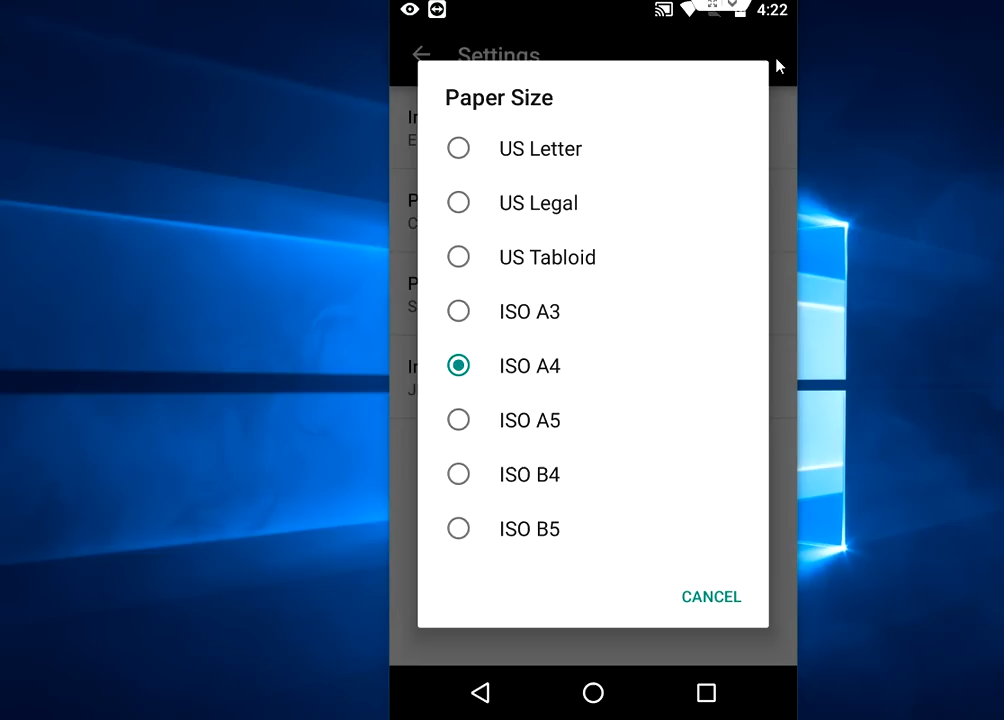 4:22
Settings
Paper Size
US Letter
US Legal
US Tabloid
ISO A3
ISO A4
ISO A5
ISO B4
ISO B5
CANCEL